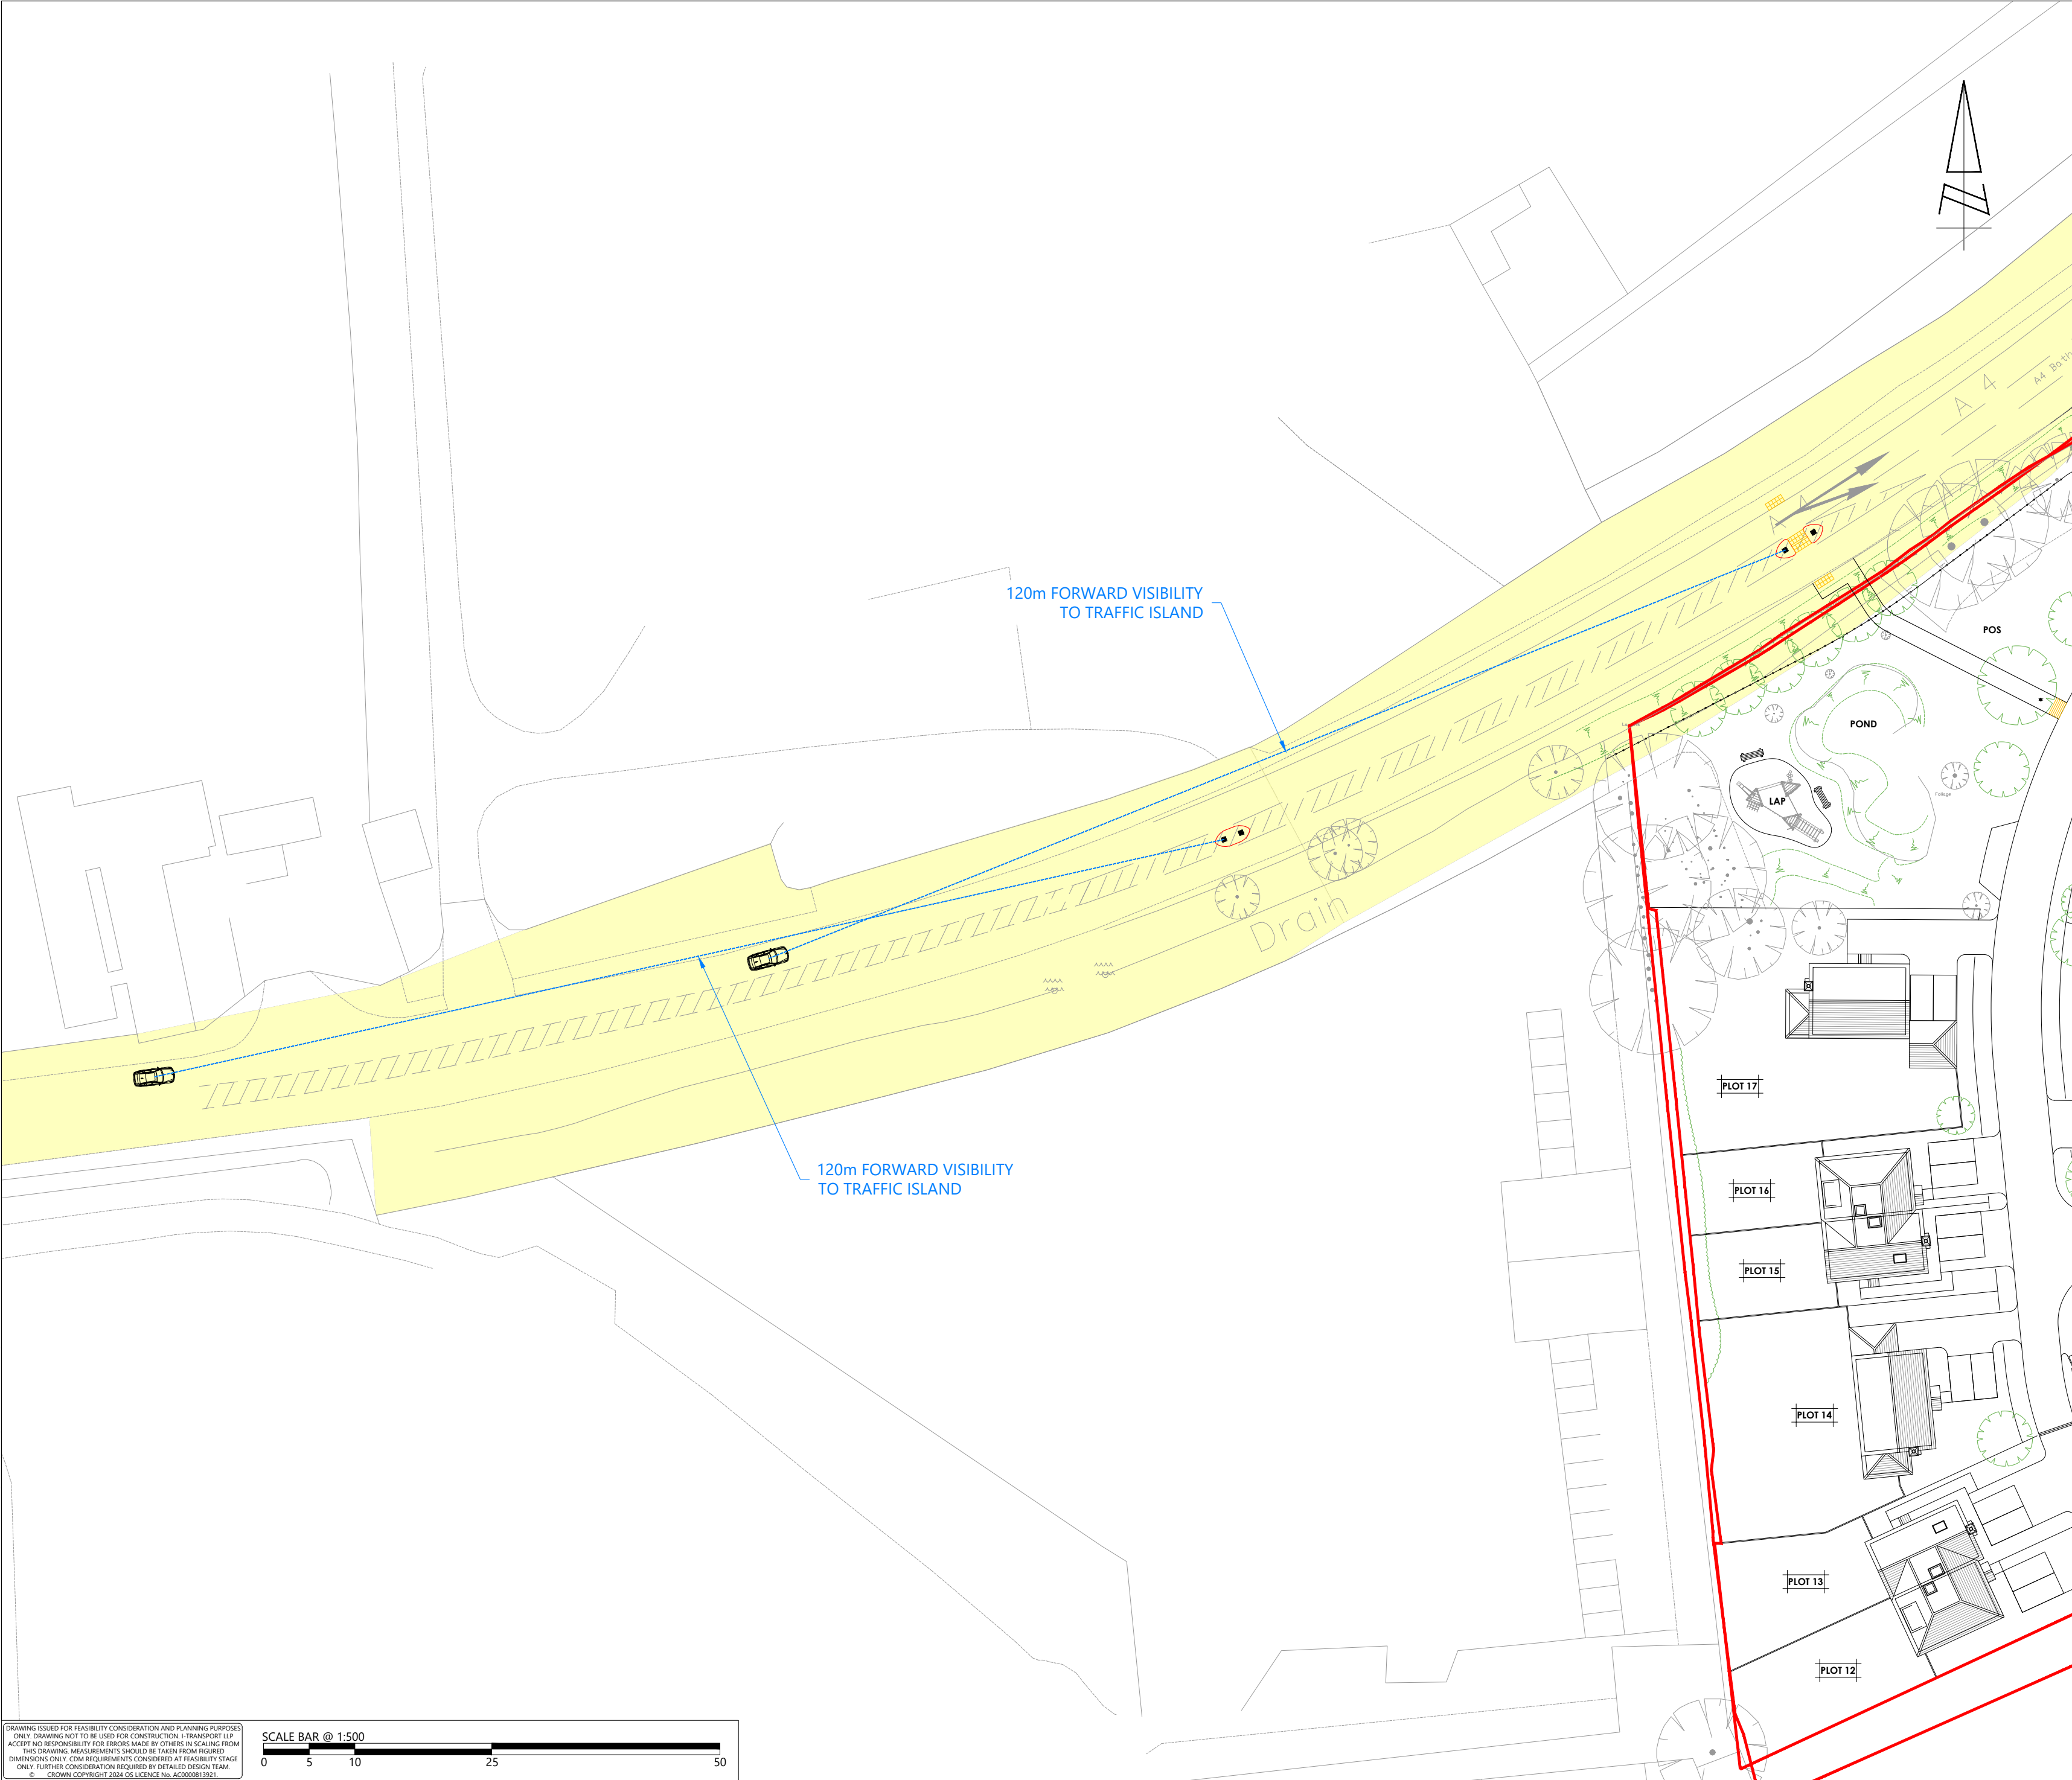 A4
A4 Bath
120m FORWARD VISIBILITY
TO TRAFFIC ISLAND
POS
POND
LAP
Foliage
Drain
PLOT 17
120m FORWARD VISIBILITY
TO TRAFFIC ISLAND
PLOT 16
PLOT 15
PLOT 14
PLOT 13
PLOT 12
DRAWING ISSUED FOR FEASIBILITY CONSIDERATION AND PLANNING PURPOSES
ONLY. DRAWING NOT TO BE USED FOR CONSTRUCTION. I-TRANSPORT LLP
ACCEPT NO RESPONSIBILITY FOR ERRORS MADE BY OTHERS IN SCALING FROM
THIS DRAWING. MEASUREMENTS SHOULD BE TAKEN FROM FIGURED
DIMENSIONS ONLY. CDM REQUIREMENTS CONSIDERED AT FEASIBILITY STAGE
ONLY. FURTHER CONSIDERATION REQUIRED BY DETAILED DESIGN TEAM.
© CROWN COPYRIGHT 2024 OS LICENCE No. AC0000813921.
SCALE BAR @ 1:500
0 5 10 25 50